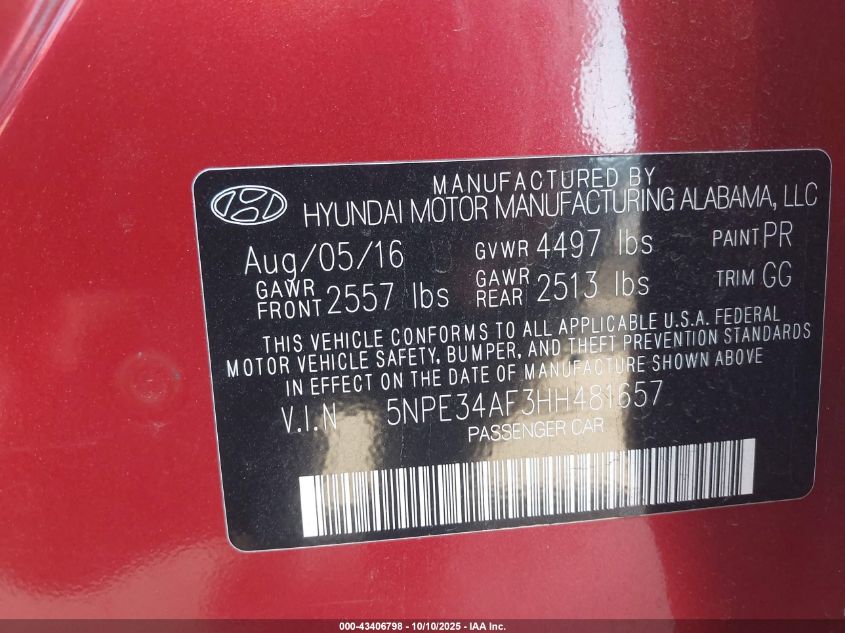 MANUFACTURED BY
HYUNDAI MOTOR MANUFACTURING ALABAMA, LLC
Aug/05/16 GVWR 4497 lbs PAINT PR
GAWR FRONT 2557 lbs GAWR REAR 2513 lbs TRIM GG
THIS VEHICLE CONFORMS TO ALL APPLICABLE U.S.A. FEDERAL
MOTOR VEHICLE SAFETY, BUMPER, AND THEFT PREVENTION STANDARDS
IN EFFECT ON THE DATE OF MANUFACTURE SHOWN ABOVE
V.I.N 5NPE34AF3HH481657
PASSENGER CAR
000-43406798 - 10/10/2025 - IAA Inc.